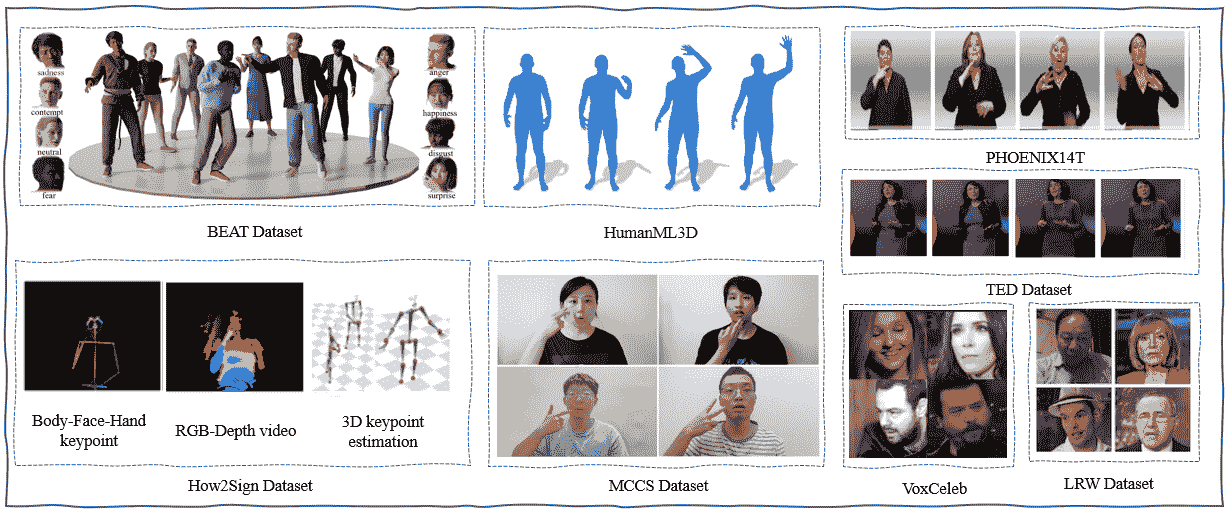 sadness
contempt
neutral
fear
anger
happiness
disgust
surprise
BEAT Dataset
HumanML3D
PHOENIX14T
TED Dataset
Body-Face-Hand
keypoint
RGB-Depth video
3D keypoint
estimation
How2Sign Dataset
MCCS Dataset
VoxCeleb
LRW Dataset